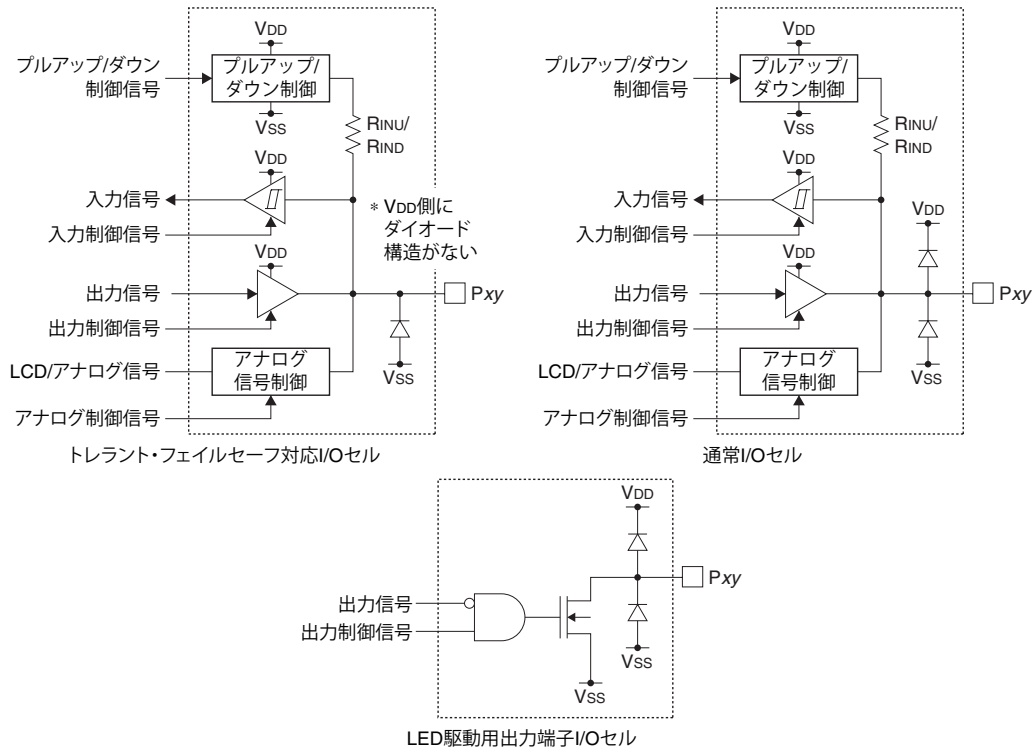 VDD
プルアップ/ダウン
制御信号
プルアップ/
ダウン制御
VSS
RINU/
RIND
VDD
入力信号
入力制御信号
* VDD側に
ダイオード
構造がない
VDD
出力信号
出力制御信号
Pxy
VSS
LCD/アナログ信号
アナログ
信号制御
アナログ制御信号
トレラント・フェイルセーフ対応I/Oセル
VDD
プルアップ/ダウン
制御信号
プルアップ/
ダウン制御
VSS
RINU/
RIND
VDD
入力信号
入力制御信号
VDD
VDD
出力信号
出力制御信号
Pxy
VSS
LCD/アナログ信号
アナログ
信号制御
アナログ制御信号
通常I/Oセル
VDD
Pxy
出力信号
出力制御信号
VSS
VSS
LED駆動用出力端子I/Oセル